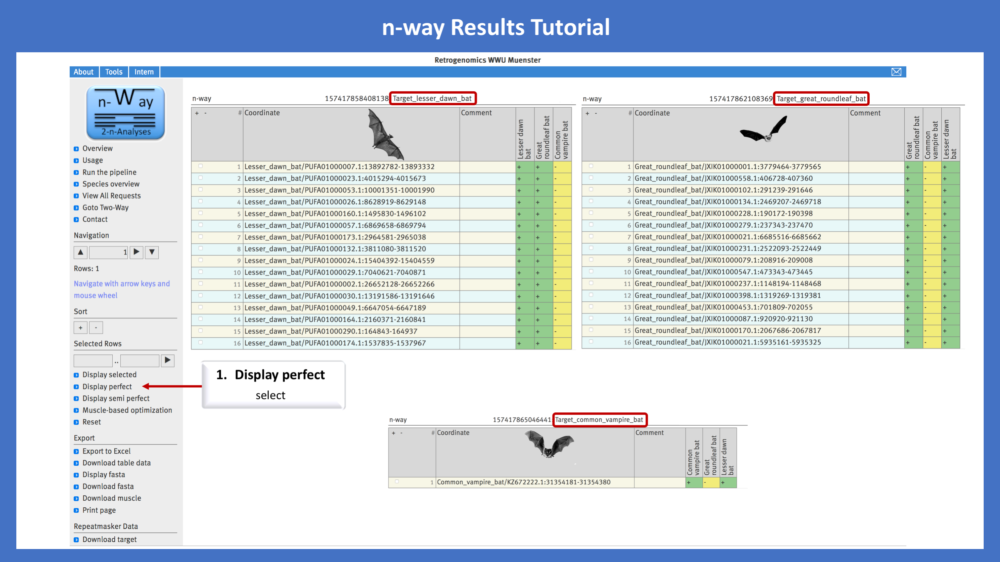 n-way Results Tutorial
Retrogenomics WWU Muenster
About Tools Intern
n-Way
2-n-Analyses
Overview
Usage
Run the pipeline
Species overview
View All Requests
Goto Two-Way
Contact
Navigation
▲ 1 ▶ ▼
Rows: 1
Navigate with arrow keys and
mouse wheel
Sort
+ -
Selected Rows
.. ▶
Display selected
Display perfect
Display semi perfect
Muscle-based optimization
Reset
Export
Export to Excel
Download table data
Display fasta
Download fasta
Download muscle
Print page
Repeatmasker Data
Download target
n-way 157417858408138 Target_lesser_dawn_bat
+ - # Coordinate Comment
Lesser dawn
bat
Great
roundleaf bat
Common
vampire bat
1 Lesser_dawn_bat/PUFA01000007.1:13892782-13893332 + + -
2 Lesser_dawn_bat/PUFA01000023.1:4015294-4015673 + + -
3 Lesser_dawn_bat/PUFA01000053.1:10001351-10001990 + + -
4 Lesser_dawn_bat/PUFA01000026.1:8628919-8629148 + + -
5 Lesser_dawn_bat/PUFA01000160.1:1495830-1496102 + + -
6 Lesser_dawn_bat/PUFA01000057.1:6869658-6869794 + + -
7 Lesser_dawn_bat/PUFA01000173.1:2964581-2965038 + + -
8 Lesser_dawn_bat/PUFA01000132.1:3811080-3811520 + + -
9 Lesser_dawn_bat/PUFA01000024.1:15404392-15404559 + + -
10 Lesser_dawn_bat/PUFA01000029.1:7040621-7040871 + + -
11 Lesser_dawn_bat/PUFA01000002.1:26652128-26652266 + + -
12 Lesser_dawn_bat/PUFA01000030.1:13191586-13191646 + + -
13 Lesser_dawn_bat/PUFA01000049.1:6647054-6647189 + + -
14 Lesser_dawn_bat/PUFA01000164.1:2160371-2160841 + + -
15 Lesser_dawn_bat/PUFA01000290.1:164843-164937 + + -
16 Lesser_dawn_bat/PUFA01000174.1:1537835-1537967 + + -
n-way 157417862108369 Target_great_roundleaf_bat
+ - # Coordinate Comment
Great
roundleaf bat
Common
vampire bat
Lesser dawn
bat
1 Great_roundleaf_bat/JXIK01000001.1:3779464-3779565 + - +
2 Great_roundleaf_bat/JXIK01000558.1:406728-407360 + - +
3 Great_roundleaf_bat/JXIK01000102.1:291239-291646 + - +
4 Great_roundleaf_bat/JXIK01000134.1:2469207-2469718 + - +
5 Great_roundleaf_bat/JXIK01000228.1:190172-190398 + - +
6 Great_roundleaf_bat/JXIK01000279.1:237343-237470 + - +
7 Great_roundleaf_bat/JXIK01000021.1:6685516-6685662 + - +
8 Great_roundleaf_bat/JXIK01000231.1:2522093-2522449 + - +
9 Great_roundleaf_bat/JXIK01000079.1:208916-209008 + - +
10 Great_roundleaf_bat/JXIK01000547.1:473343-473445 + - +
11 Great_roundleaf_bat/JXIK01000237.1:1148194-1148468 + - +
12 Great_roundleaf_bat/JXIK01000398.1:1319269-1319381 + - +
13 Great_roundleaf_bat/JXIK01000453.1:701809-702055 + - +
14 Great_roundleaf_bat/JXIK01000087.1:920920-921130 + - +
15 Great_roundleaf_bat/JXIK01000170.1:2067686-2067817 + - +
16 Great_roundleaf_bat/JXIK01000021.1:5935161-5935325 + - +
1. Display perfect
select
n-way 157417865046441 Target_common_vampire_bat
+ - # Coordinate Comment
Common
vampire bat
Great
roundleaf bat
Lesser dawn
bat
1 Common_vampire_bat/KZ672222.1:31354181-31354380 + - +